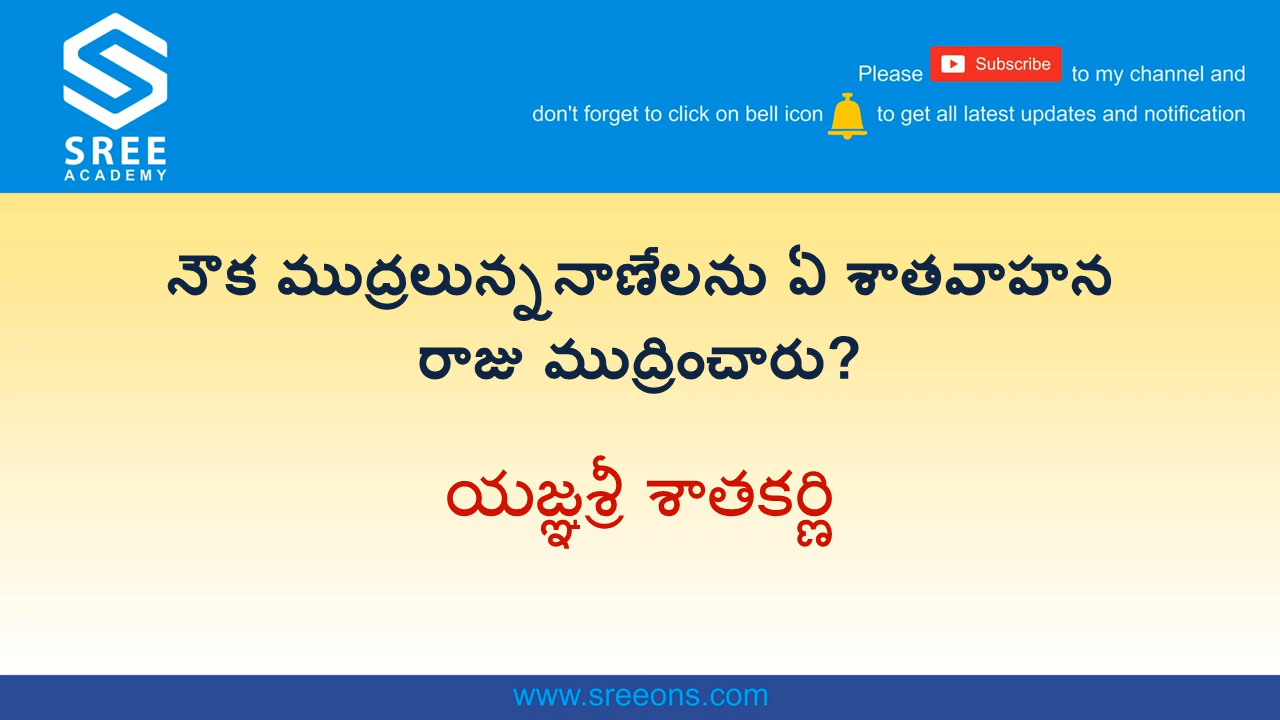 SREE
ACADEMY
Please Subscribe to my channel and
don't forget to click on bell icon to get all latest updates and notification
నౌక ముద్రలున్న నాణేలను ఏ శాతవాహన
రాజు ముద్రించారు?
యజ్ఞశ్రీ శాతకర్ణి
www.sreeons.com